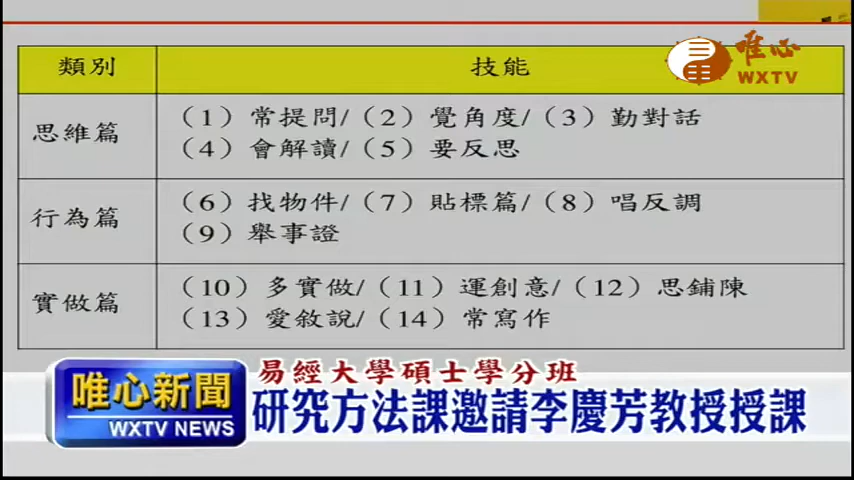 唯心
WXTV
類別 技能
思維篇
（1）常提問/（2）覺角度/（3）勤對話
（4）會解讀/（5）要反思
行為篇
（6）找物件/（7）貼標篇/（8）唱反調
（9）舉事證
實做篇
（10）多實做/（11）運創意/（12）思鋪陳
（13）愛敘說/（14）常寫作
易經大學碩士學分班
唯心新聞
WXTV NEWS
研究方法課邀請李慶芳教授授課